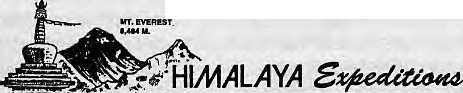 MT. EVEREST
8,484 M.
HIMALAYA Expeditions